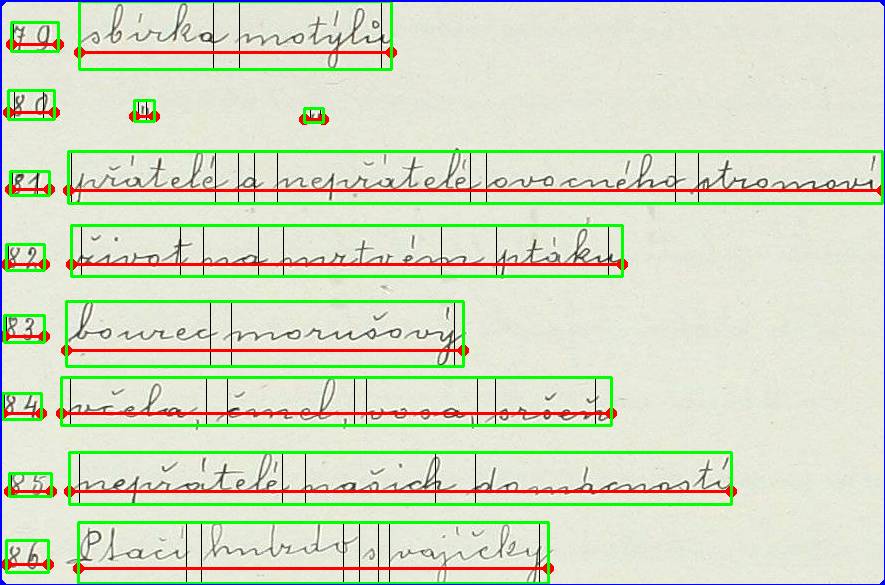 79 sbírka motýlů
80 " "
81 přátelé a nepřátelé ovocného stromoví
82 život na mrtvém ptáku
83 bourec morušový
84 včela, čmel, vosa, sršeň
85 nepřátelé našich domácností
86 Ptačí hnízdo s vajíčky